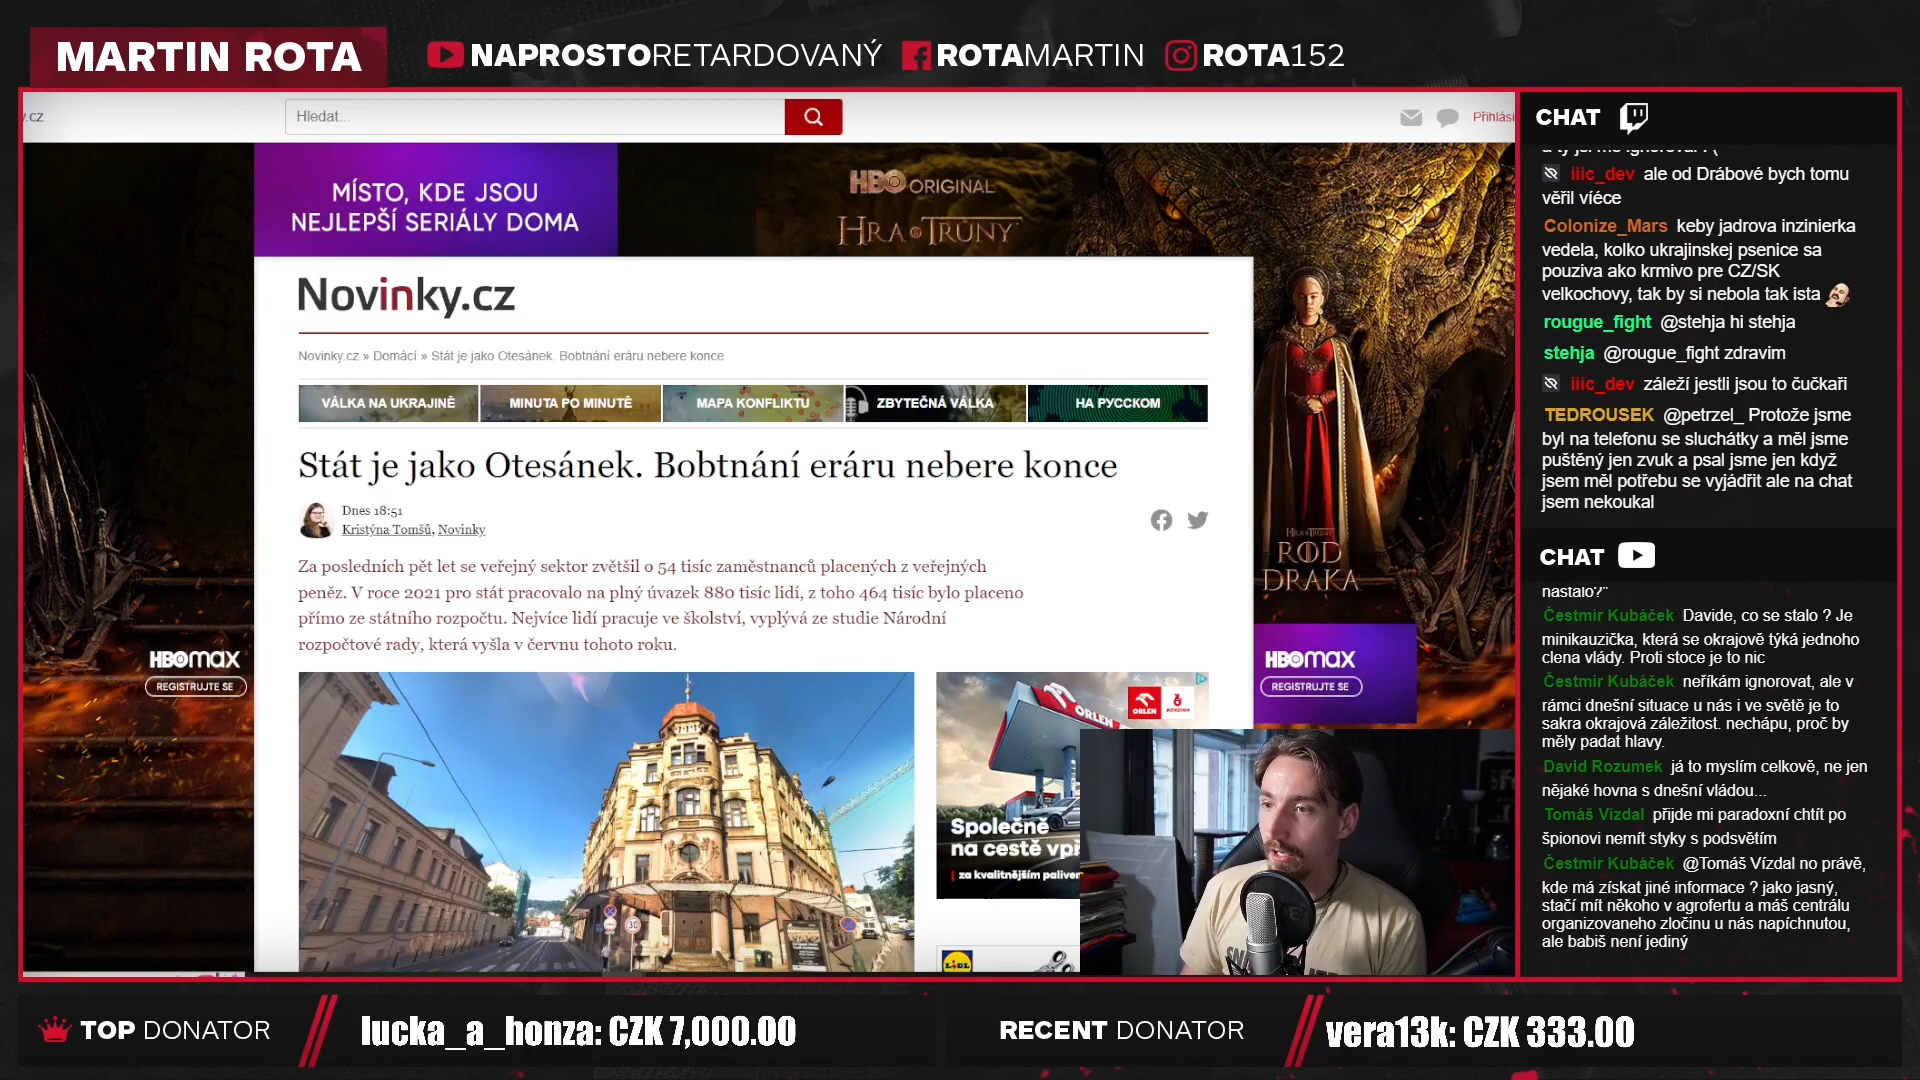 MARTIN ROTA
NAPROSTORETARDOVANÝ
ROTAMARTIN
ROTA152
.cz
Hledat...
Přihlási
MÍSTO, KDE JSOU
NEJLEPŠÍ SERIÁLY DOMA
HBO ORIGINAL
HRA O TRŮNY
Novinky.cz
Novinky.cz » Domácí » Stát je jako Otesánek. Bobtnání eráru nebere konce
VÁLKA NA UKRAJINĚ
MINUTA PO MINUTĚ
MAPA KONFLIKTU
ZBYTEČNÁ VÁLKA
НА РУССКОМ
Stát je jako Otesánek. Bobtnání eráru nebere konce
Dnes 18:51
Kristýna Tomšů, Novinky
Za posledních pět let se veřejný sektor zvětšil o 54 tisíc zaměstnanců placených z veřejných
peněz. V roce 2021 pro stát pracovalo na plný úvazek 880 tisíc lidí, z toho 464 tisíc bylo placeno
přímo ze státního rozpočtu. Nejvíce lidí pracuje ve školství, vyplývá ze studie Národní
rozpočtové rady, která vyšla v červnu tohoto roku.
HBOMAX
REGISTRUJTE SE
HRA O TRŮNY
ROD
DRAKA
HBOMAX
REGISTRUJTE SE
ORLEN
ORLEN
BENZINA
Společně
na cestě vpř
za kvalitnějším paliver
LIDL
CHAT
iiic_dev ale od Drábové bych tomu
věřil víéce
Colonize_Mars keby jadrova inzinierka
vedela, kolko ukrajinskej psenice sa
pouziva ako krmivo pre CZ/SK
velkochovy, tak by si nebola tak ista
rougue_fight @stehja hi stehja
stehja @rougue_fight zdravim
iiic_dev záleží jestli jsou to čučkaři
TEDROUSEK @petrzel_ Protože jsme
byl na telefonu se sluchátky a měl jsme
puštěný jen zvuk a psal jsme jen když
jsem měl potřebu se vyjádřit ale na chat
jsem nekoukal
CHAT
nastalo?"
Čestmír Kubáček Davide, co se stalo ? Je
minikauzička, která se okrajově týká jednoho
clena vlády. Proti stoce je to nic
Čestmír Kubáček neříkám ignorovat, ale v
rámci dnešní situace u nás i ve světě je to
sakra okrajová záležitost. nechápu, proč by
měly padat hlavy.
David Rozumek já to myslím celkově, ne jen
nějaké hovna s dnešní vládou...
Tomáš Vízdal přijde mi paradoxní chtít po
špionovi nemít styky s podsvětím
Čestmír Kubáček @Tomáš Vízdal no právě,
kde má získat jiné informace ? jako jasný,
stačí mít někoho v agrofertu a máš centrálu
organizovaneho zločinu u nás napíchnutou,
ale babiš není jediný
TOP DONATOR
lucka_a_honza: CZK 7,000.00
RECENT DONATOR
vera13k: CZK 333.00